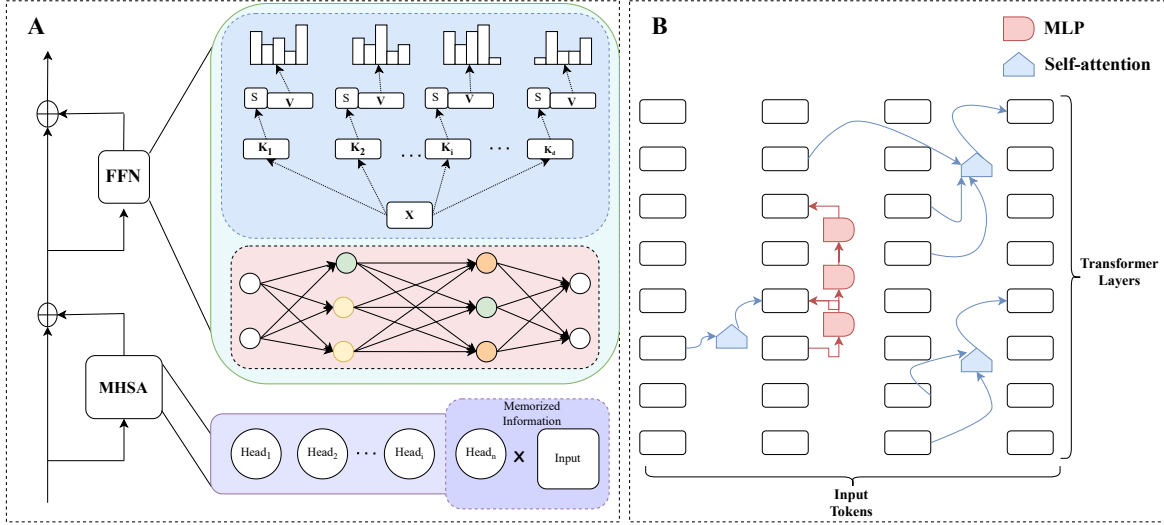 A
FFN
MHSA
S
V
S
V
S
V
S
V
K1
K2
...
Ki
...
Kd
X
Memorized
Information
Head1
Head2
...
Headi
Headn
X
Input
B
MLP
Self-attention
Transformer
Layers
Input
Tokens